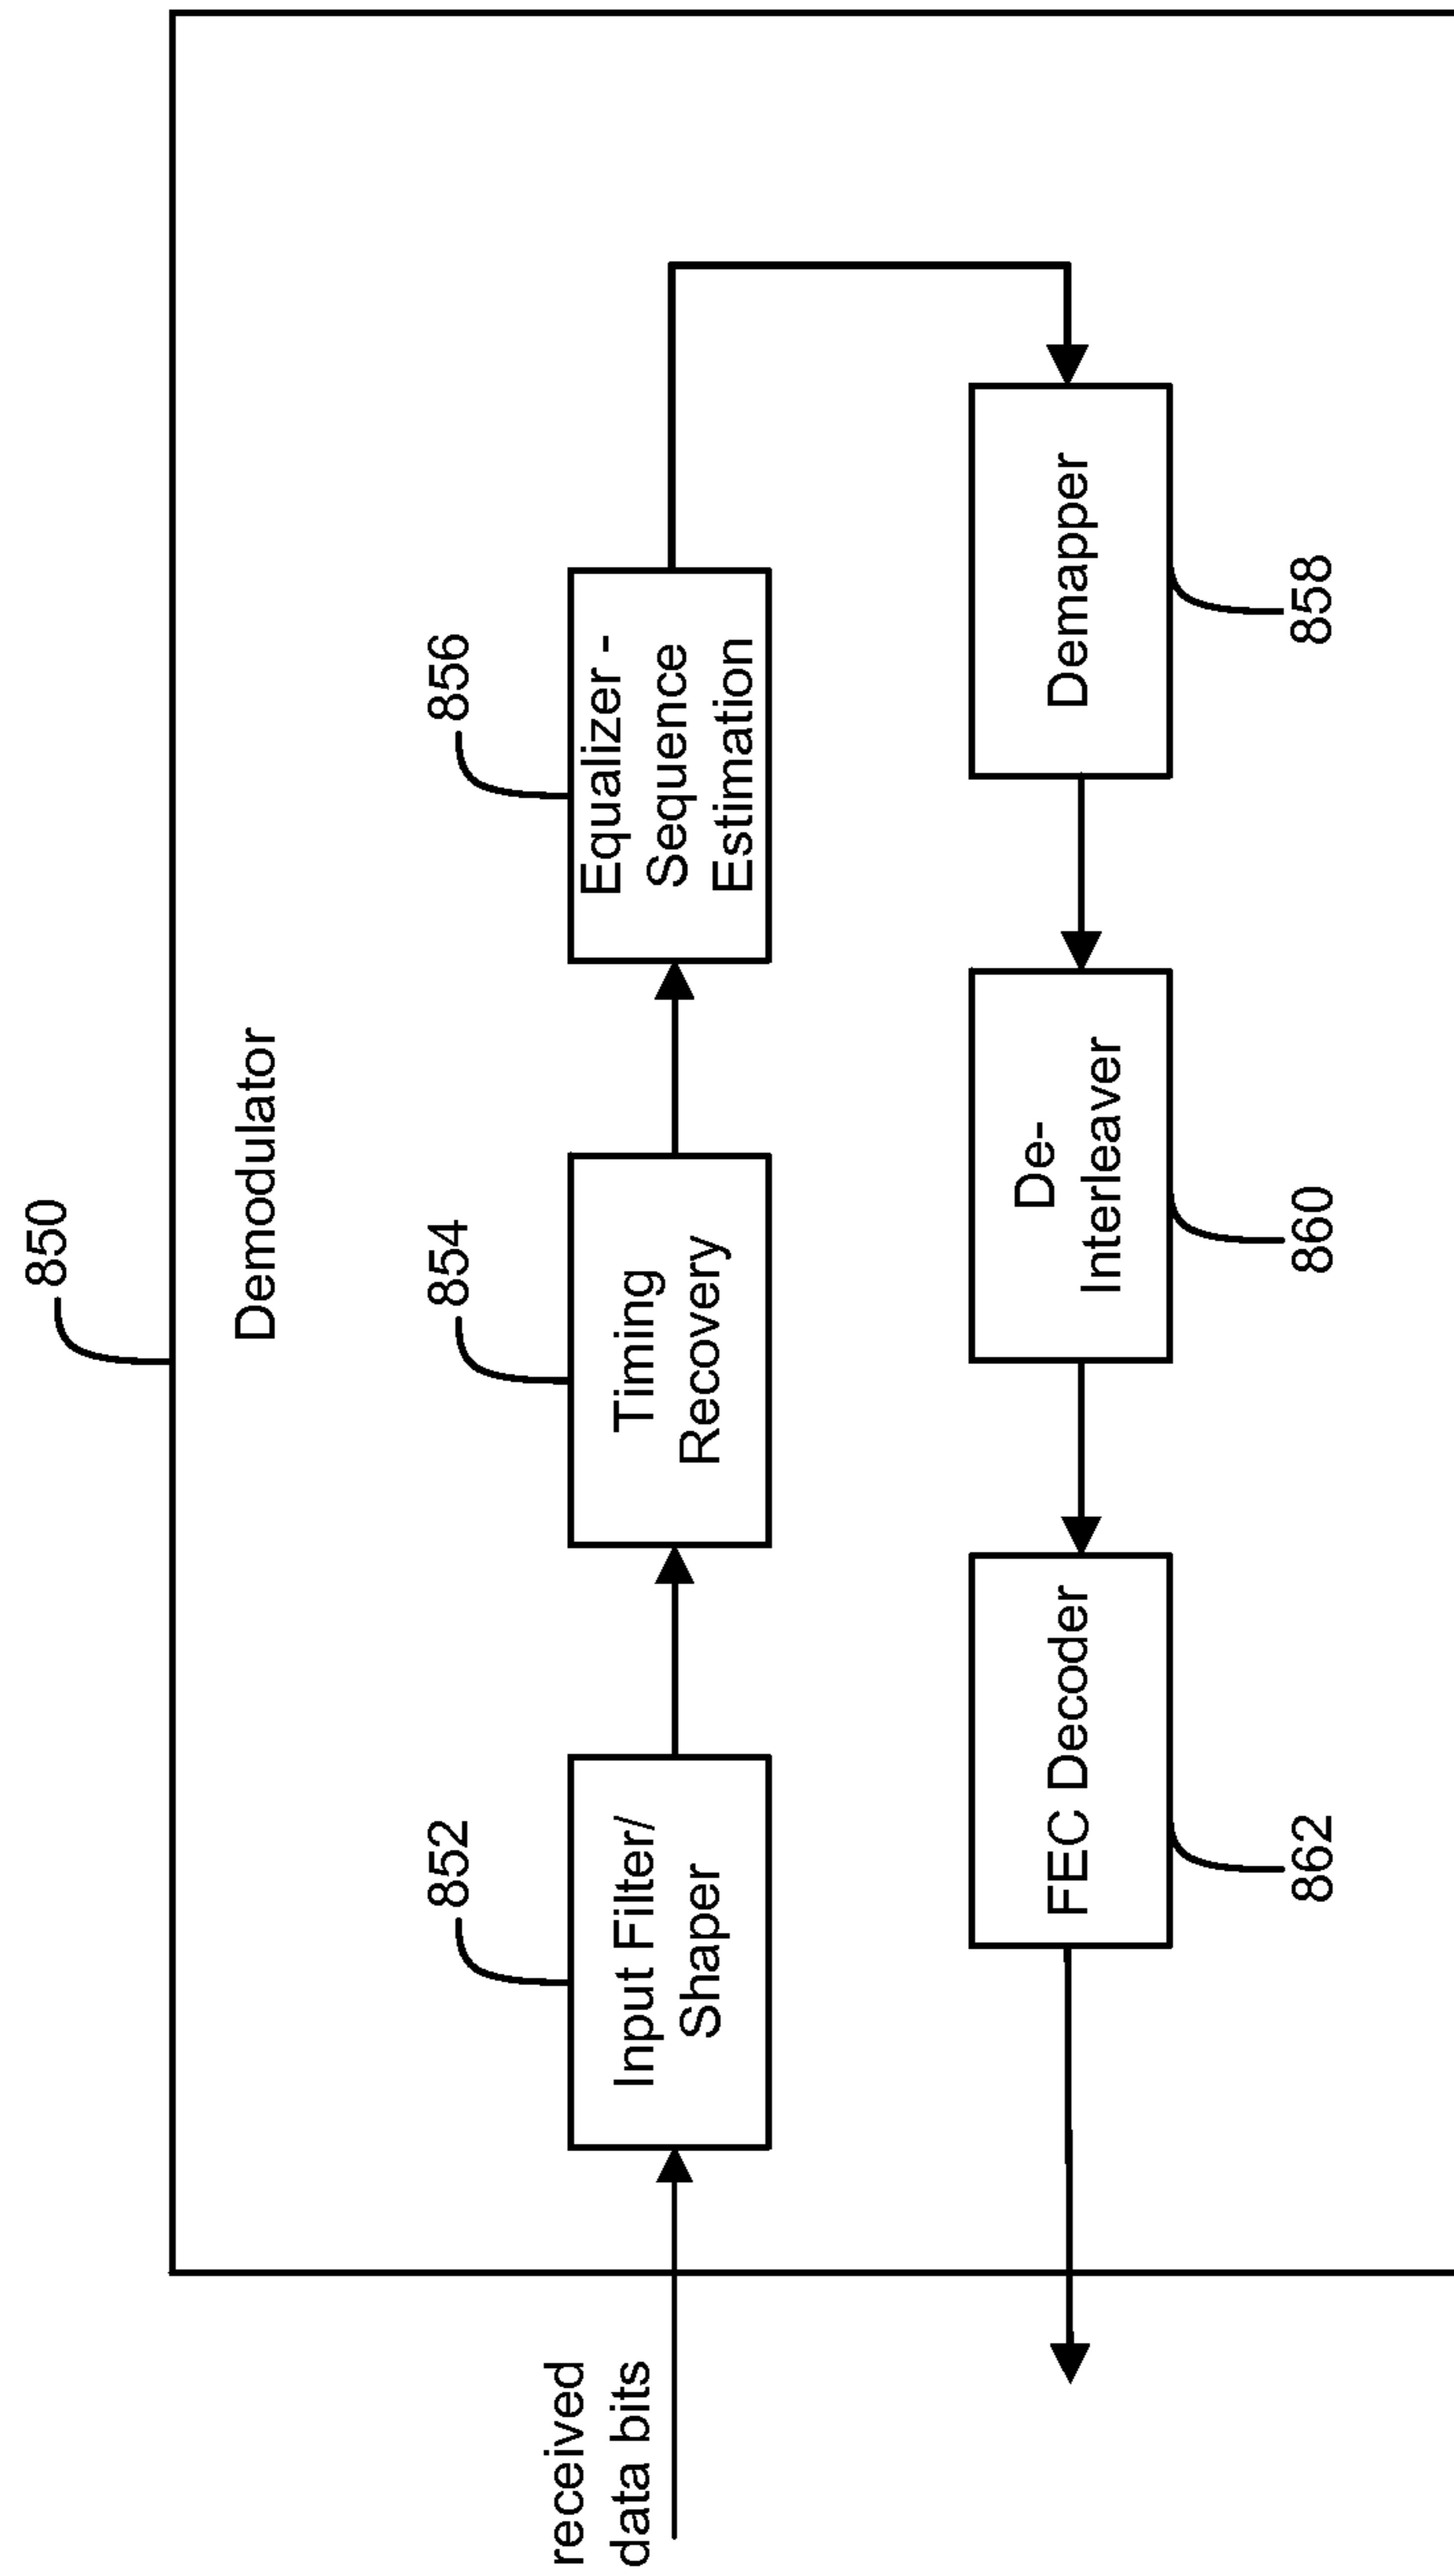 850
Demodulator
852
854
856
received
data bits
Input Filter/
Shaper
Timing
Recovery
Equalizer -
Sequence
Estimation
FEC Decoder
De-
Interleaver
Demapper
862
860
858